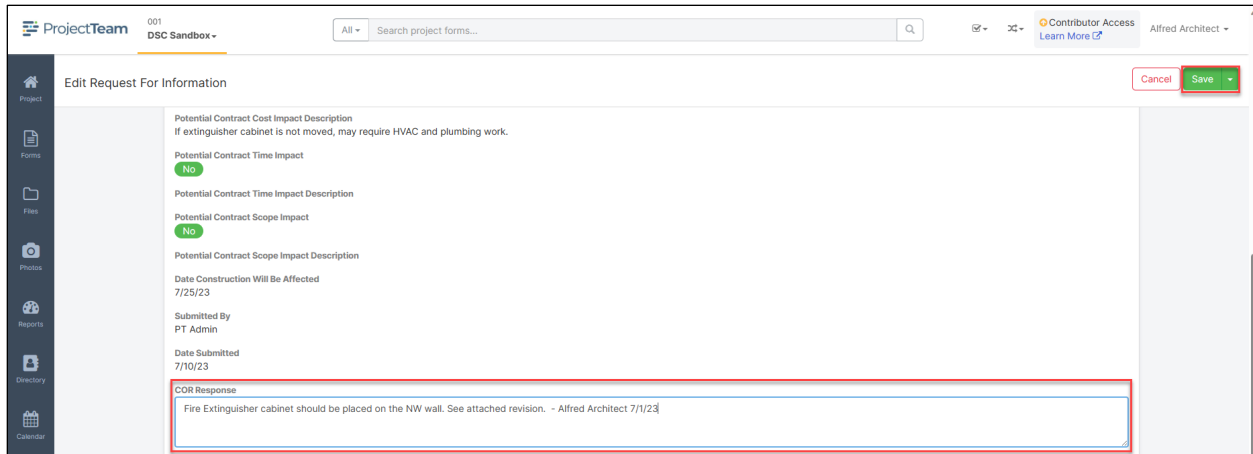 ProjectTeam
001
DSC Sandbox
All
Search project forms...
Contributor Access
Learn More
Alfred Architect
Edit Request For Information
Cancel
Save
Project
Forms
Files
Photos
Reports
Directory
Calendar
Potential Contract Cost Impact Description
If extinguisher cabinet is not moved, may require HVAC and plumbing work.
Potential Contract Time Impact
No
Potential Contract Time Impact Description
Potential Contract Scope Impact
No
Potential Contract Scope Impact Description
Date Construction Will Be Affected
7/25/23
Submitted By
PT Admin
Date Submitted
7/10/23
COR Response
Fire Extinguisher cabinet should be placed on the NW wall. See attached revision.  - Alfred Architect 7/1/23